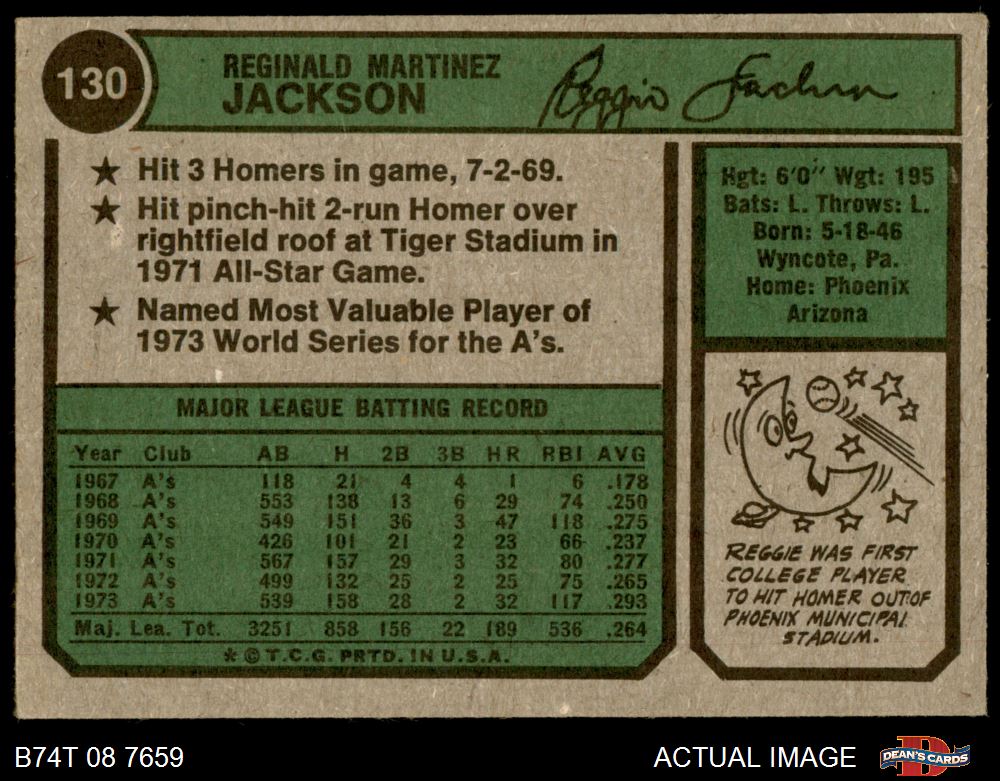 130
REGINALD MARTINEZ
JACKSON
Reggie Jackson
★ Hit 3 Homers in game, 7-2-69.
★ Hit pinch-hit 2-run Homer over
rightfield roof at Tiger Stadium in
1971 All-Star Game.
★ Named Most Valuable Player of
1973 World Series for the A's.
MAJOR LEAGUE BATTING RECORD
Year Club AB H 2B 3B HR RBI AVG
1967 A's 118 21 4 4 1 6 .178
1968 A's 553 138 13 6 29 74 .250
1969 A's 549 151 36 3 47 118 .275
1970 A's 426 101 21 2 23 66 .237
1971 A's 567 157 29 3 32 80 .277
1972 A's 499 132 25 2 25 75 .265
1973 A's 539 158 28 2 32 117 .293
Maj. Lea. Tot. 3251 858 156 22 189 536 .264
* © T.C.G. PRTD. IN U.S.A.
Hgt: 6'0" Wgt: 195
Bats: L. Throws: L.
Born: 5-18-46
Wyncote, Pa.
Home: Phoenix
Arizona
REGGIE WAS FIRST
COLLEGE PLAYER
TO HIT HOMER OUT OF
PHOENIX MUNICIPAL
STADIUM.
B74T 08 7659
ACTUAL IMAGE
D
DEAN'S CARDS